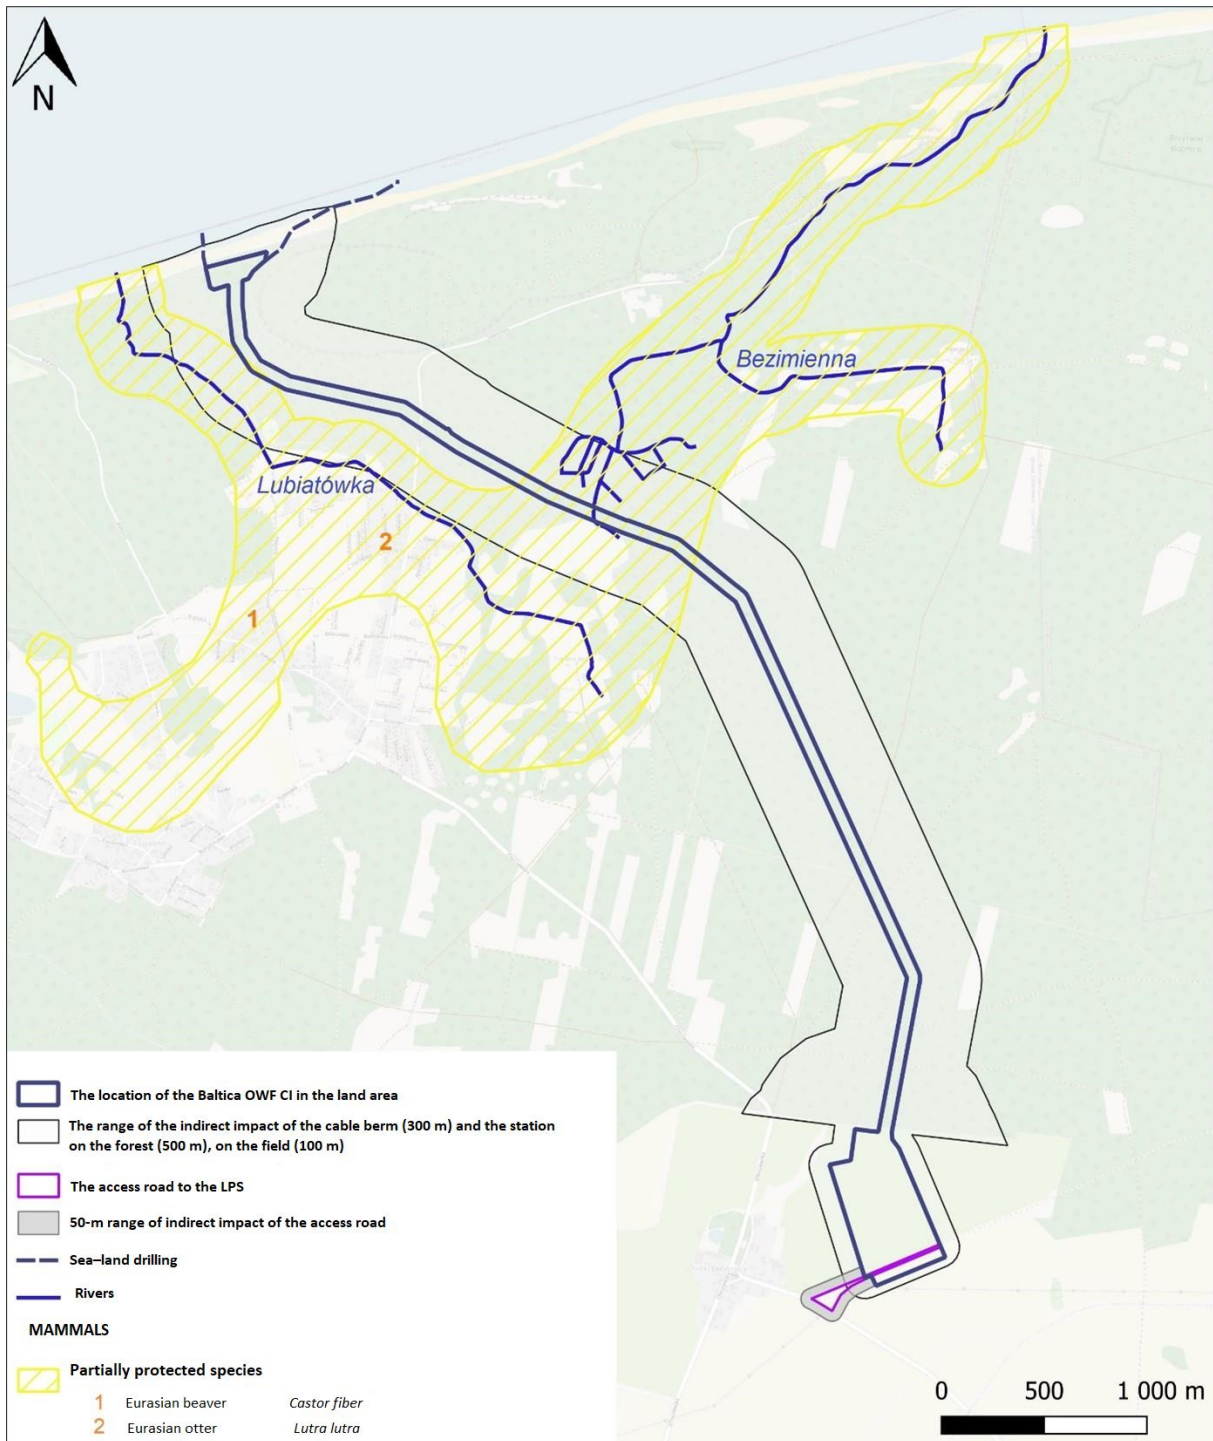 N
Bezimienna
Lubiatówka
2
1
The location of the Baltica OWF CI in the land area
The range of the indirect impact of the cable berm (300 m) and the station
on the forest (500 m), on the field (100 m)
The access road to the LPS
50-m range of indirect impact of the access road
Sea–land drilling
Rivers
MAMMALS
Partially protected species
1 Eurasian beaver Castor fiber
2 Eurasian otter Lutra lutra
0 500 1 000 m